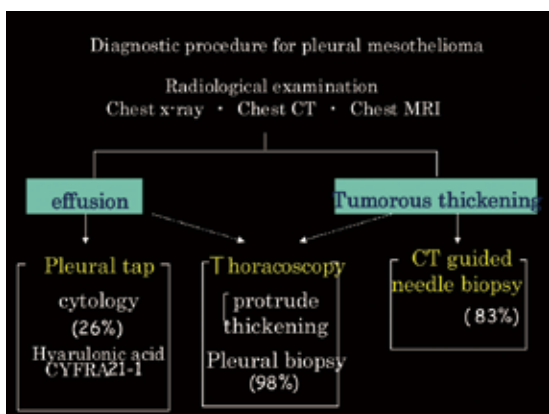 Diagnostic procedure for pleural mesothelioma
Radiological examination
Chest x-ray ・ Chest CT ・ Chest MRI
effusion
Tumorous thickening
Pleural tap
cytology
(26%)
Hyarulonic acid
CYFRA21-1
Thoracoscopy
protrude
thickening
Pleural biopsy
(98%)
CT guided
needle biopsy
(83%)